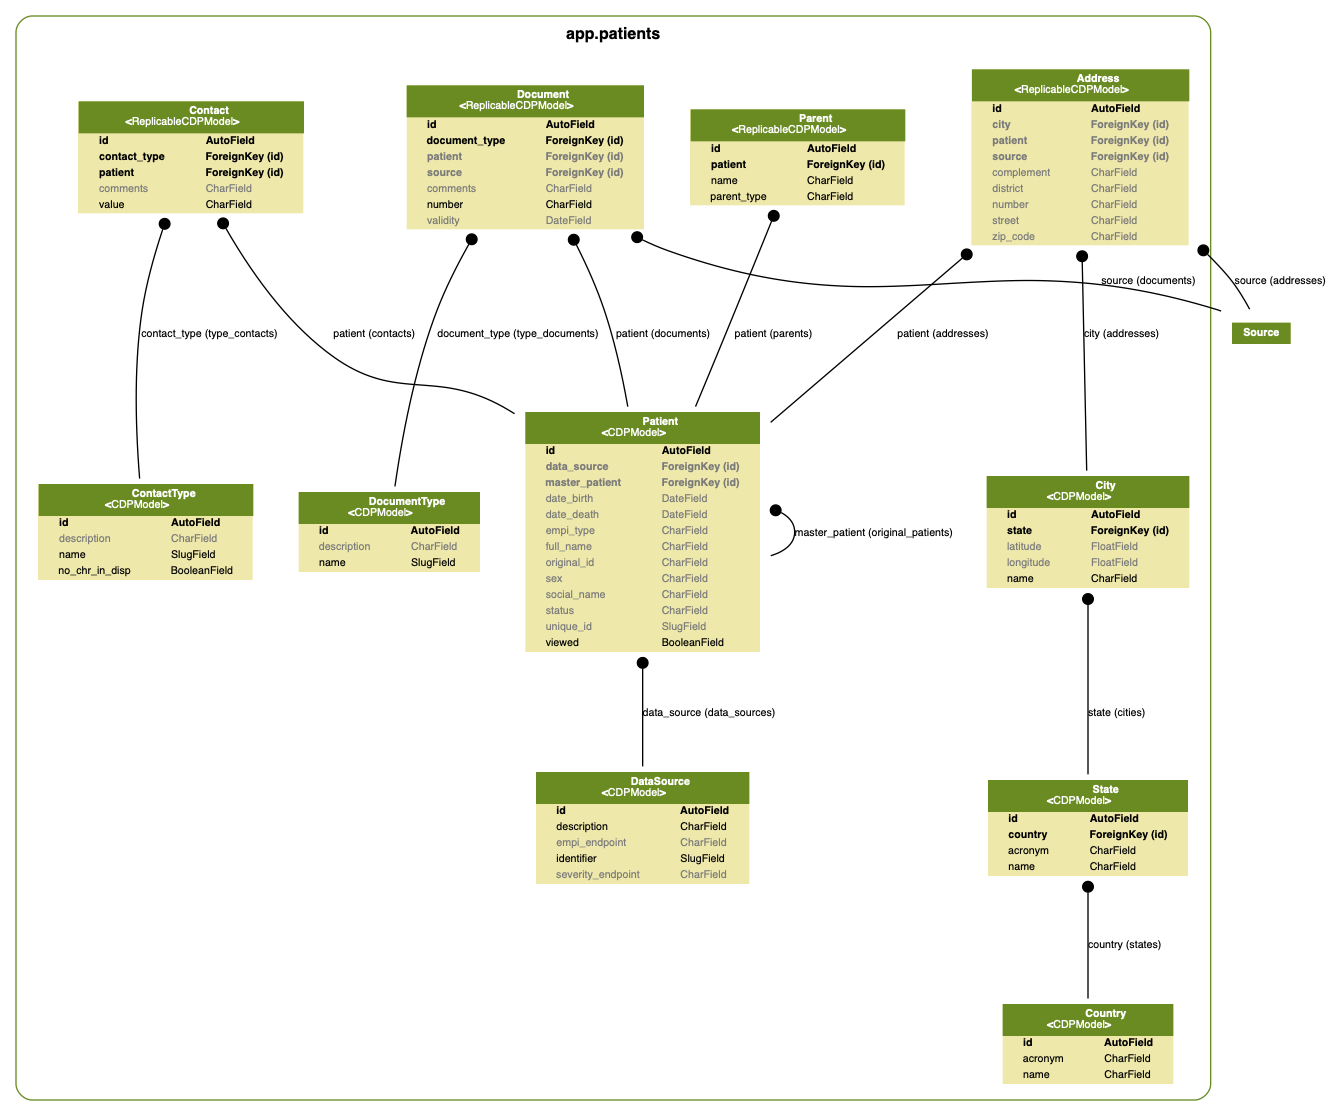 app.patients
Contact
<ReplicableCDPModel>
id AutoField
contact_type ForeignKey (id)
patient ForeignKey (id)
comments CharField
value CharField
Document
<ReplicableCDPModel>
id AutoField
document_type ForeignKey (id)
patient ForeignKey (id)
source ForeignKey (id)
comments CharField
number CharField
validity DateField
Parent
<ReplicableCDPModel>
id AutoField
patient ForeignKey (id)
name CharField
parent_type CharField
Address
<ReplicableCDPModel>
id AutoField
city ForeignKey (id)
patient ForeignKey (id)
source ForeignKey (id)
complement CharField
district CharField
number CharField
street CharField
zip_code CharField
source (documents)
source (addresses)
contact_type (type_contacts)
patient (contacts)
document_type (type_documents)
patient (documents)
patient (parents)
patient (addresses)
city (addresses)
Source
ContactType
<CDPModel>
id AutoField
description CharField
name SlugField
no_chr_in_disp BooleanField
DocumentType
<CDPModel>
id AutoField
description CharField
name SlugField
Patient
<CDPModel>
id AutoField
data_source ForeignKey (id)
master_patient ForeignKey (id)
date_birth DateField
date_death DateField
empi_type CharField
full_name CharField
original_id CharField
sex CharField
social_name CharField
status CharField
unique_id SlugField
viewed BooleanField
master_patient (original_patients)
City
<CDPModel>
id AutoField
state ForeignKey (id)
latitude FloatField
longitude FloatField
name CharField
data_source (data_sources)
state (cities)
DataSource
<CDPModel>
id AutoField
description CharField
empi_endpoint CharField
identifier SlugField
severity_endpoint CharField
State
<CDPModel>
id AutoField
country ForeignKey (id)
acronym CharField
name CharField
country (states)
Country
<CDPModel>
id AutoField
acronym CharField
name CharField